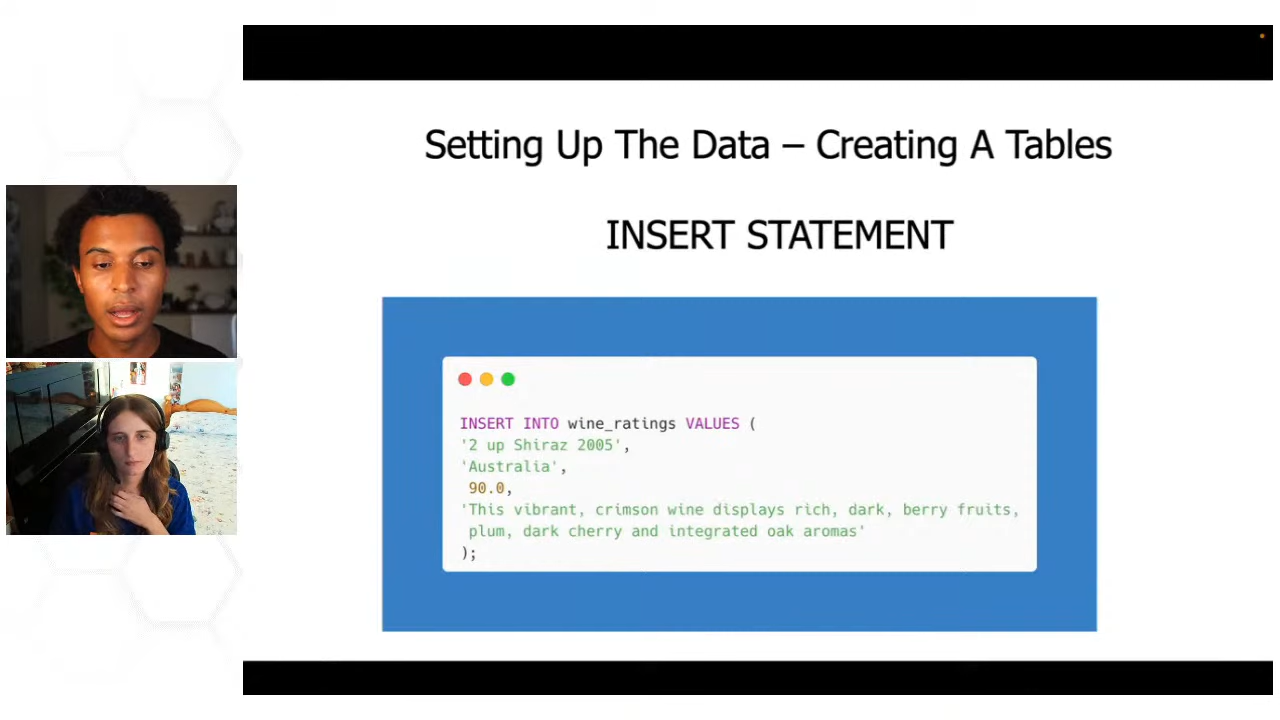 Setting Up The Data – Creating A Tables
INSERT STATEMENT
INSERT INTO wine_ratings VALUES (
'2 up Shiraz 2005',
'Australia',
90.0,
'This vibrant, crimson wine displays rich, dark, berry fruits,
plum, dark cherry and integrated oak aromas'
);